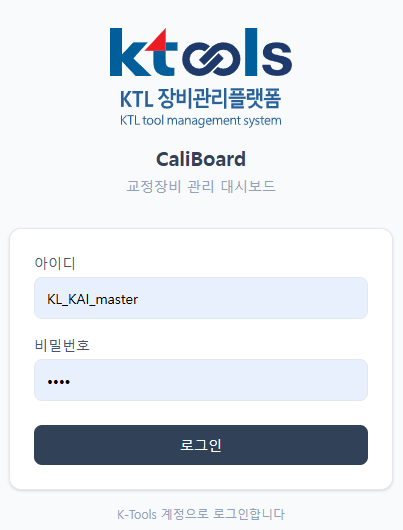 ktools
KTL 장비관리플랫폼
KTL tool management system
CaliBoard
교정장비 관리 대시보드
아이디
KL_KAI_master
비밀번호
••••
로그인
K-Tools 계정으로 로그인합니다